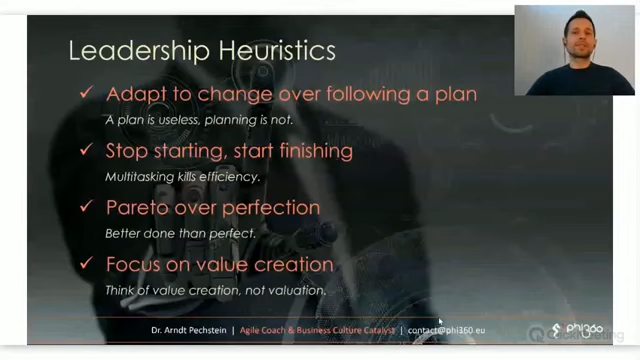 Leadership Heuristics
✓ Adapt to change over following a plan
A plan is useless, planning is not.
✓ Stop starting, start finishing
Multitasking kills efficiency.
✓ Pareto over perfection
Better done than perfect.
✓ Focus on value creation
Think of value creation, not valuation.
Dr. Arndt Pechstein | Agile Coach & Business Culture Catalyst | contact@phi360.eu
phi360